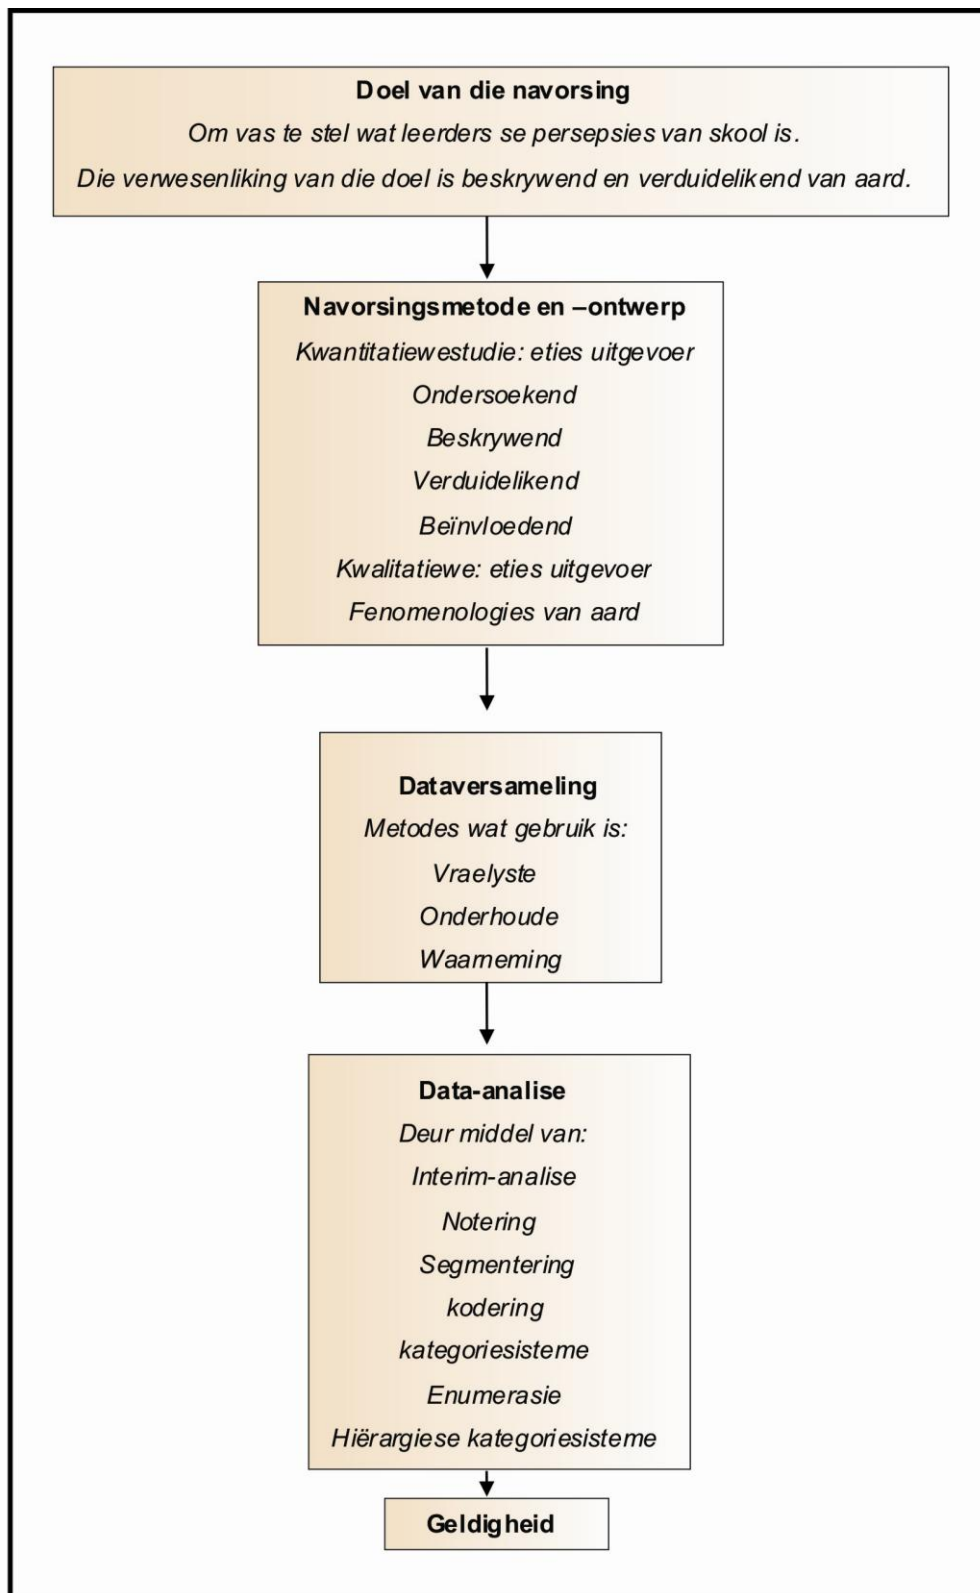 Doel van die navorsing
Om vas te stel wat leerders se persepsies van skool is.
Die verwesenliking van die doel is beskrywend en verduidelikend van aard.
Navorsingsmetode en –ontwerp
Kwantitatiewestudie: eties uitgevoer
Ondersoekend
Beskrywend
Verduidelikend
Beïnvloedend
Kwalitatiewe: eties uitgevoer
Fenomenologies van aard
Dataversameling
Metodes wat gebruik is:
Vraelyste
Onderhoude
Waarneming
Data-analise
Deur middel van:
Interim-analise
Notering
Segmentering
kodering
kategoriesisteme
Enumerasie
Hiërargiese kategoriesisteme
Geldigheid